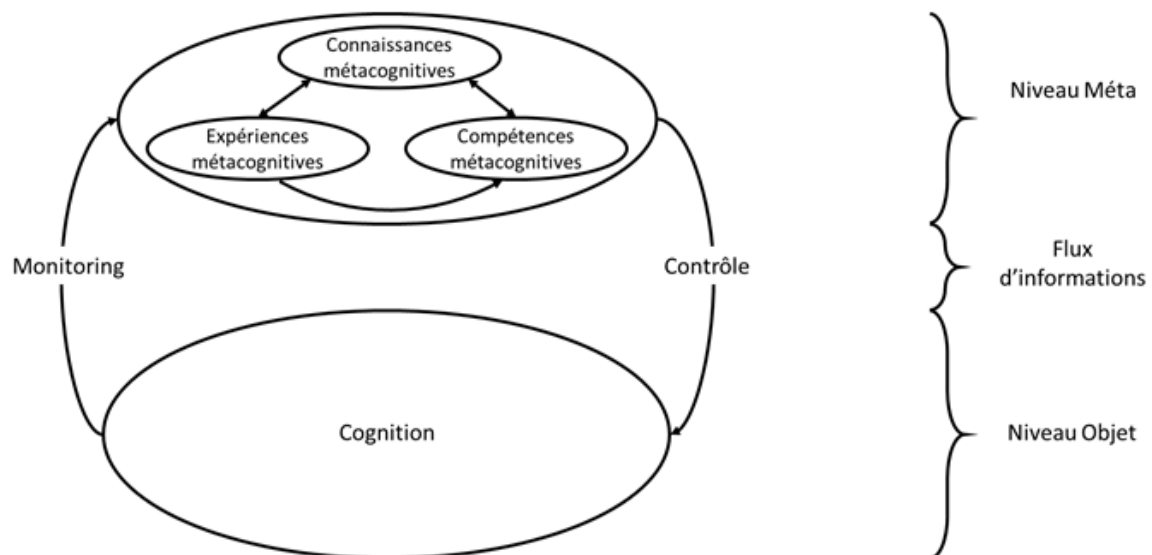 Connaissances
métacognitives
Expériences
métacognitives
Compétences
métacognitives
Niveau Méta
Monitoring
Contrôle
Flux
d'informations
Cognition
Niveau Objet